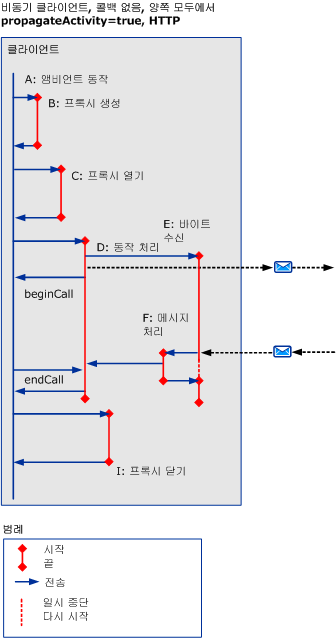 비동기 클라이언트, 콜백 없음, 양쪽 모두에서
propagateActivity=true, HTTP
클라이언트
A: 앰비언트 동작
B: 프록시 생성
C: 프록시 열기
E: 바이트
수신
D: 동작 처리
beginCall
F: 메시지
처리
endCall
I: 프록시 닫기
범례
시작
끝
전송
일시 중단
다시 시작